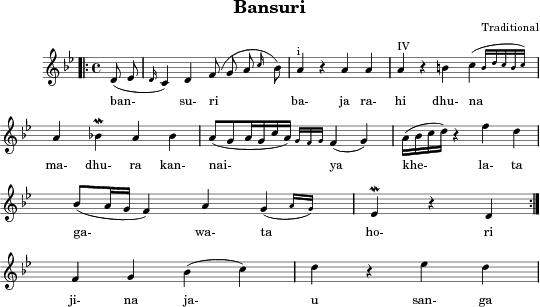 Bansuri
Traditional
i IV
ban- su- ri ba- ja ra- hi dhu- na
ma- dhu- ra kan- nai- ya khe- la- ta
ga- wa- ta ho- ri
ji- na ja- u san- ga